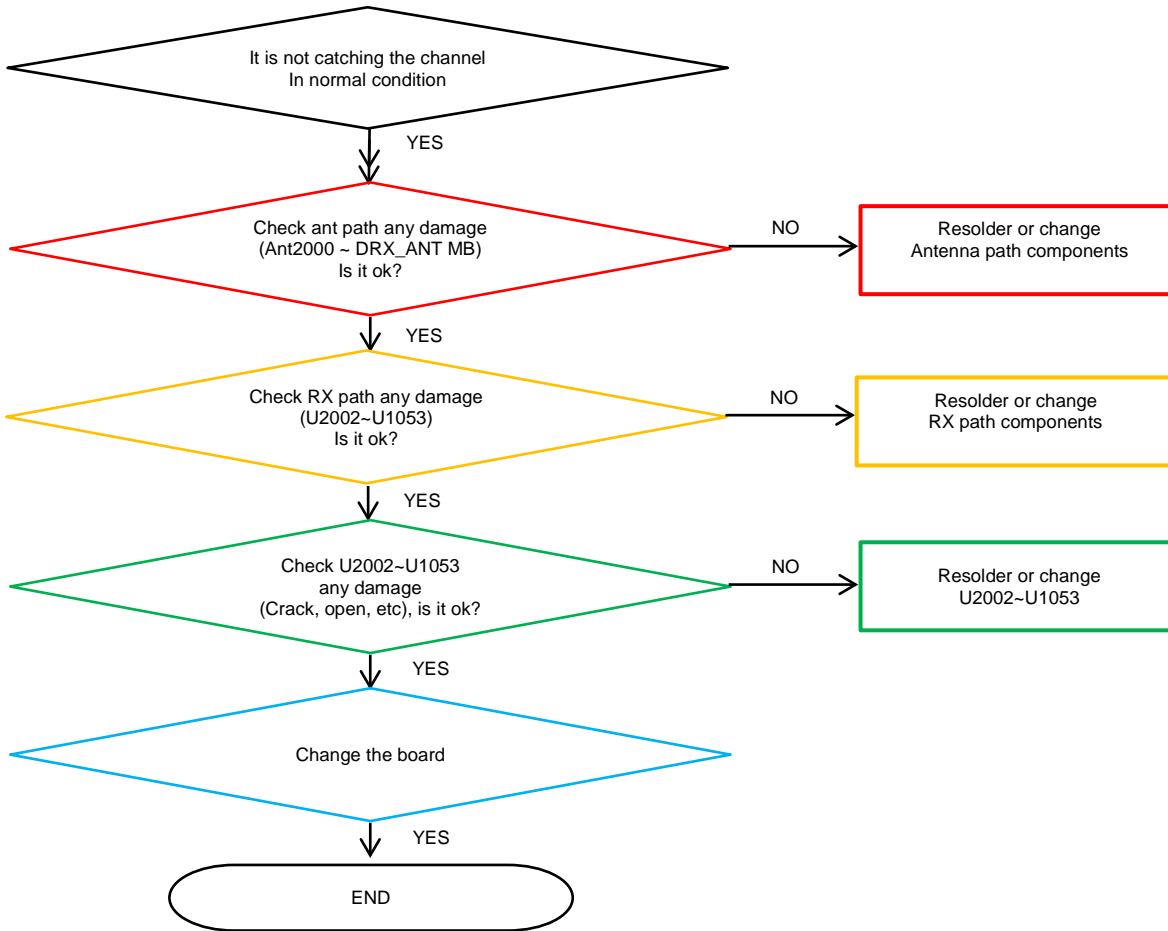 It is not catching the channel
In normal condition
YES
Check ant path any damage
(Ant2000 ~ DRX_ANT MB)
Is it ok?
NO
Resolder or change
Antenna path components
YES
Check RX path any damage
(U2002~U1053)
Is it ok?
NO
Resolder or change
RX path components
YES
Check U2002~U1053
any damage
(Crack, open, etc), is it ok?
NO
Resolder or change
U2002~U1053
YES
Change the board
YES
END